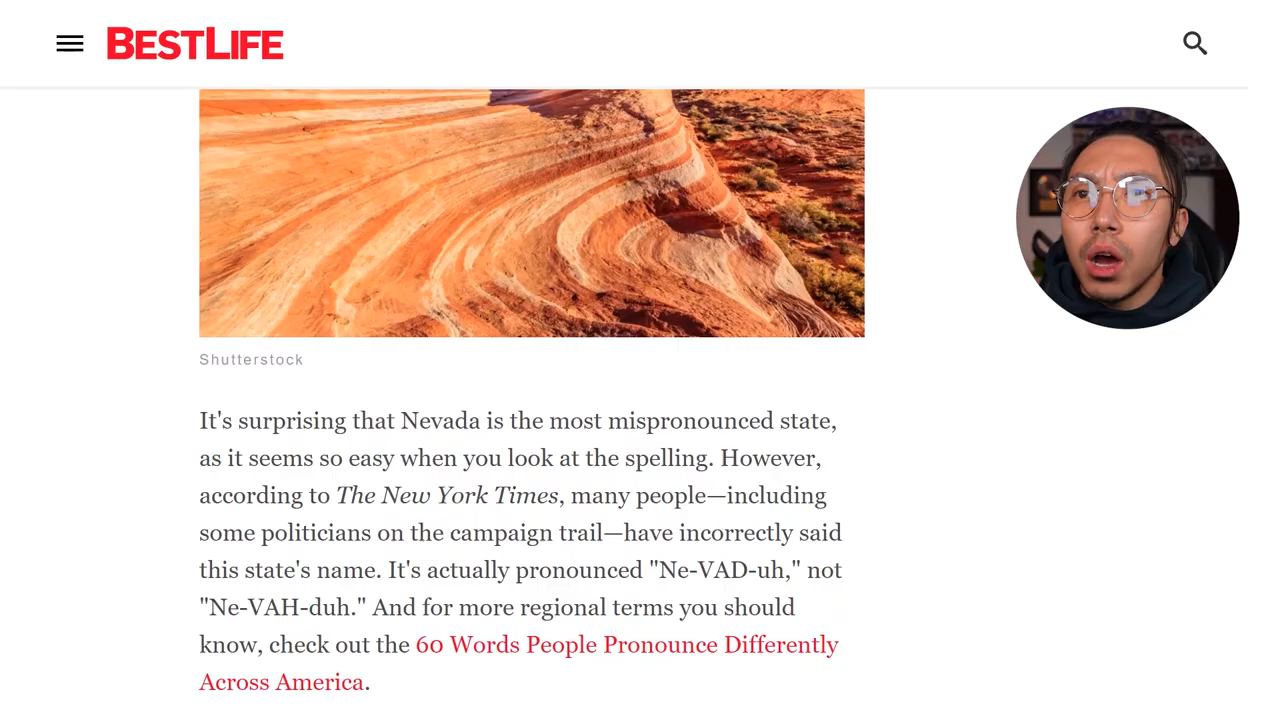 BESTLIFE
Shutterstock
It's surprising that Nevada is the most mispronounced state,
as it seems so easy when you look at the spelling. However,
according to The New York Times, many people—including
some politicians on the campaign trail—have incorrectly said
this state's name. It's actually pronounced "Ne-VAD-uh," not
"Ne-VAH-duh." And for more regional terms you should
know, check out the 60 Words People Pronounce Differently
Across America.